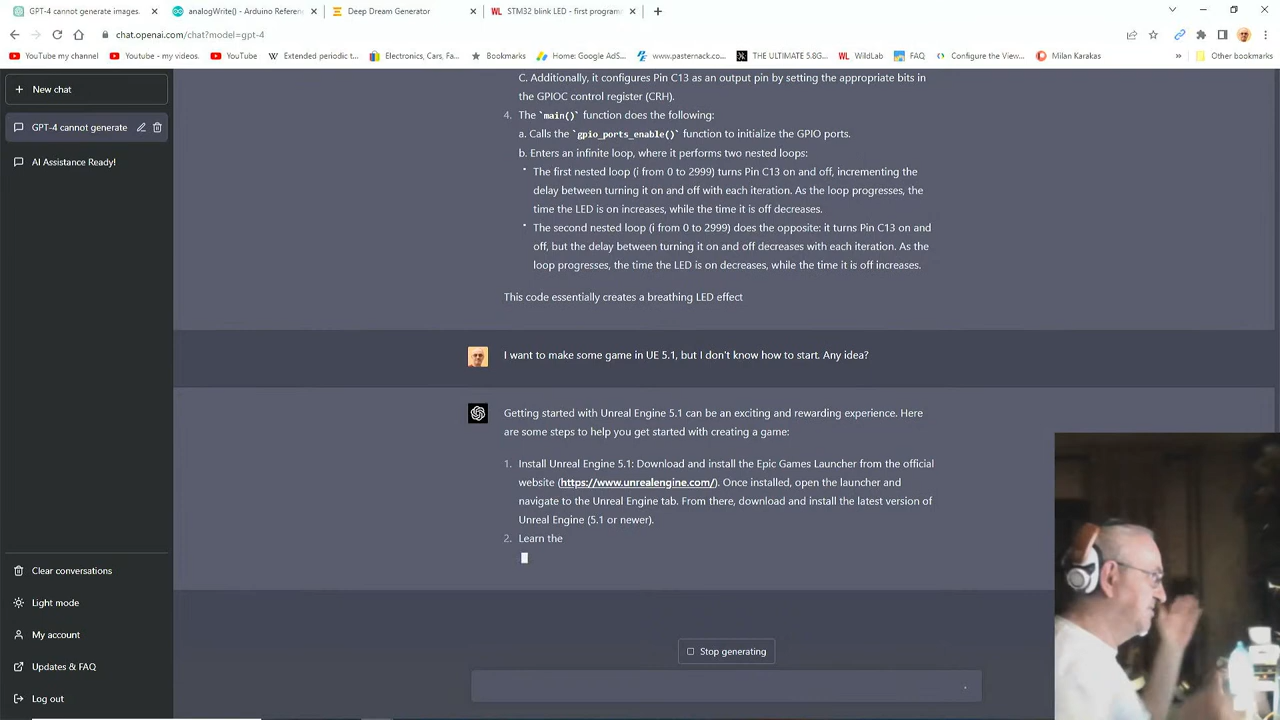 GPT-4 cannot generate images.
analogWrite() - Arduino Referen
Deep Dream Generator
WL STM32 blink LED - first program
chat.openai.com/chat?model=gpt-4
YouTube my channel
Youtube - my videos
YouTube
Extended periodic t...
Electronics, Cars, Fa...
Bookmarks
Home: Google AdS...
www.pasternack.co...
THE ULTIMATE 5.8G...
WL WildLab
FAQ
Configure the View...
Milan Karakas
»
Other bookmarks
+ New chat
GPT-4 cannot generate
AI Assistance Ready!
C. Additionally, it configures Pin C13 as an output pin by setting the appropriate bits in
the GPIOC control register (CRH).
4. The `main()` function does the following:
a. Calls the `gpio_ports_enable()` function to initialize the GPIO ports.
b. Enters an infinite loop, where it performs two nested loops:
• The first nested loop (i from 0 to 2999) turns Pin C13 on and off, incrementing the
delay between turning it on and off with each iteration. As the loop progresses, the
time the LED is on increases, while the time it is off decreases.
• The second nested loop (i from 0 to 2999) does the opposite: it turns Pin C13 on and
off, but the delay between turning it on and off decreases with each iteration. As the
loop progresses, the time the LED is on decreases, while the time it is off increases.
This code essentially creates a breathing LED effect
I want to make some game in UE 5.1, but I don't know how to start. Any idea?
Getting started with Unreal Engine 5.1 can be an exciting and rewarding experience. Here
are some steps to help you get started with creating a game:
1. Install Unreal Engine 5.1: Download and install the Epic Games Launcher from the official
website (https://www.unrealengine.com/). Once installed, open the launcher and
navigate to the Unreal Engine tab. From there, download and install the latest version of
Unreal Engine (5.1 or newer).
2. Learn the
Stop generating
Clear conversations
Light mode
My account
Updates & FAQ
Log out